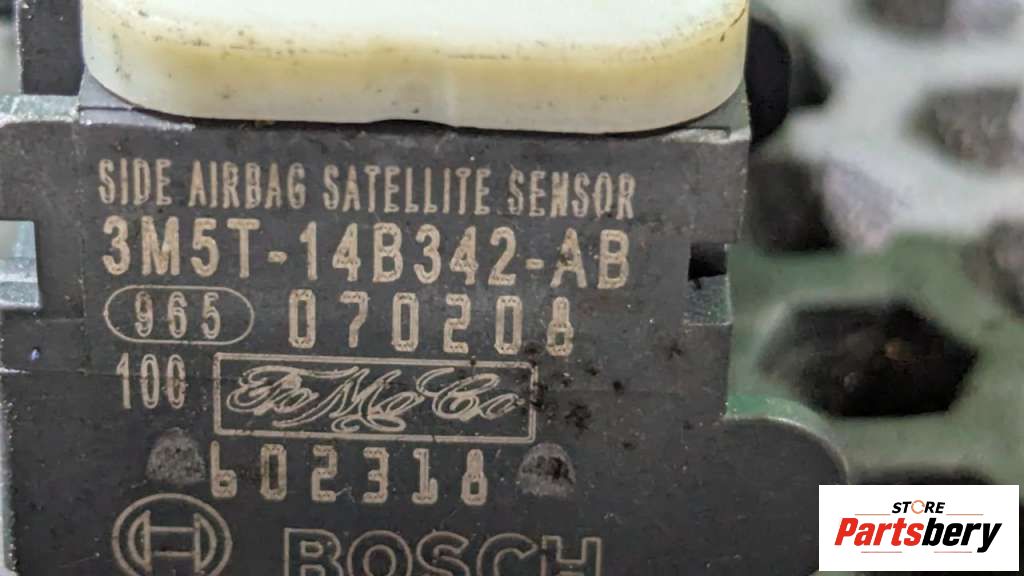 SIDE AIRBAG SATELLITE SENSOR
3M5T-14B342-AB
965 070208
100 FoMoCo
602318
BOSCH
STORE
Partsbery